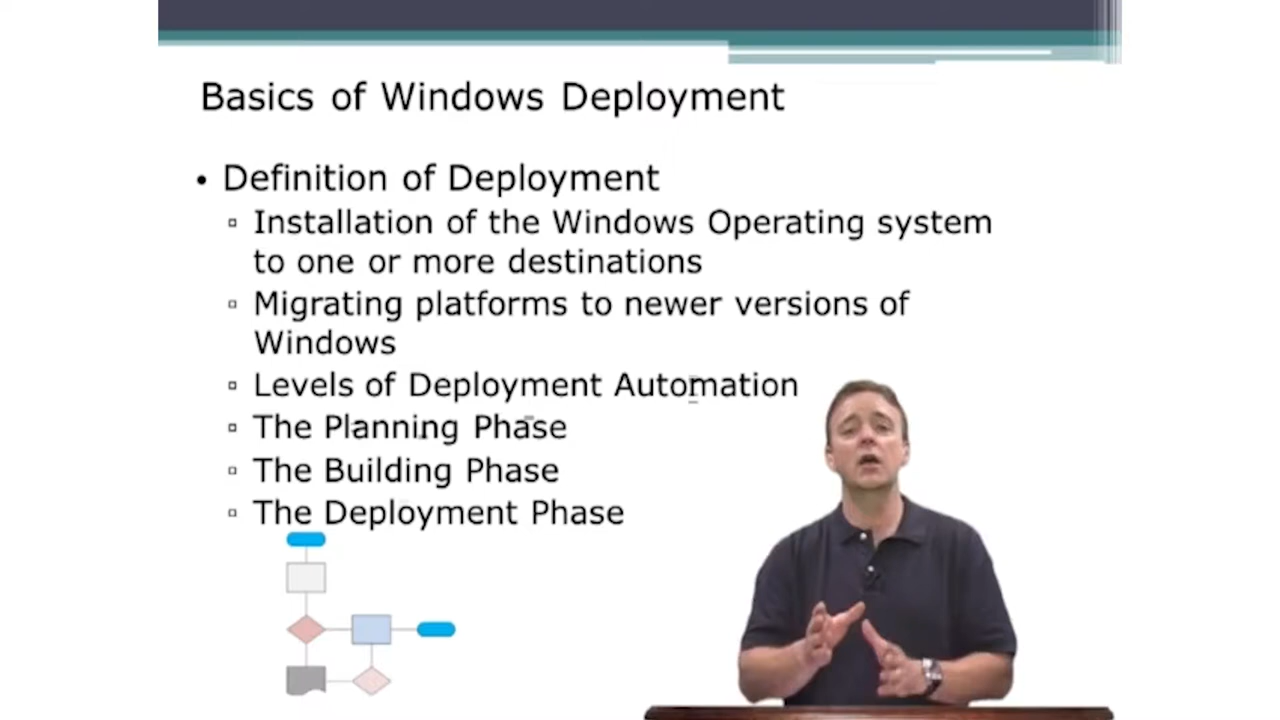 Basics of Windows Deployment
• Definition of Deployment
▫ Installation of the Windows Operating system
to one or more destinations
▫ Migrating platforms to newer versions of
Windows
▫ Levels of Deployment Automation
▫ The Planning Phase
▫ The Building Phase
▫ The Deployment Phase